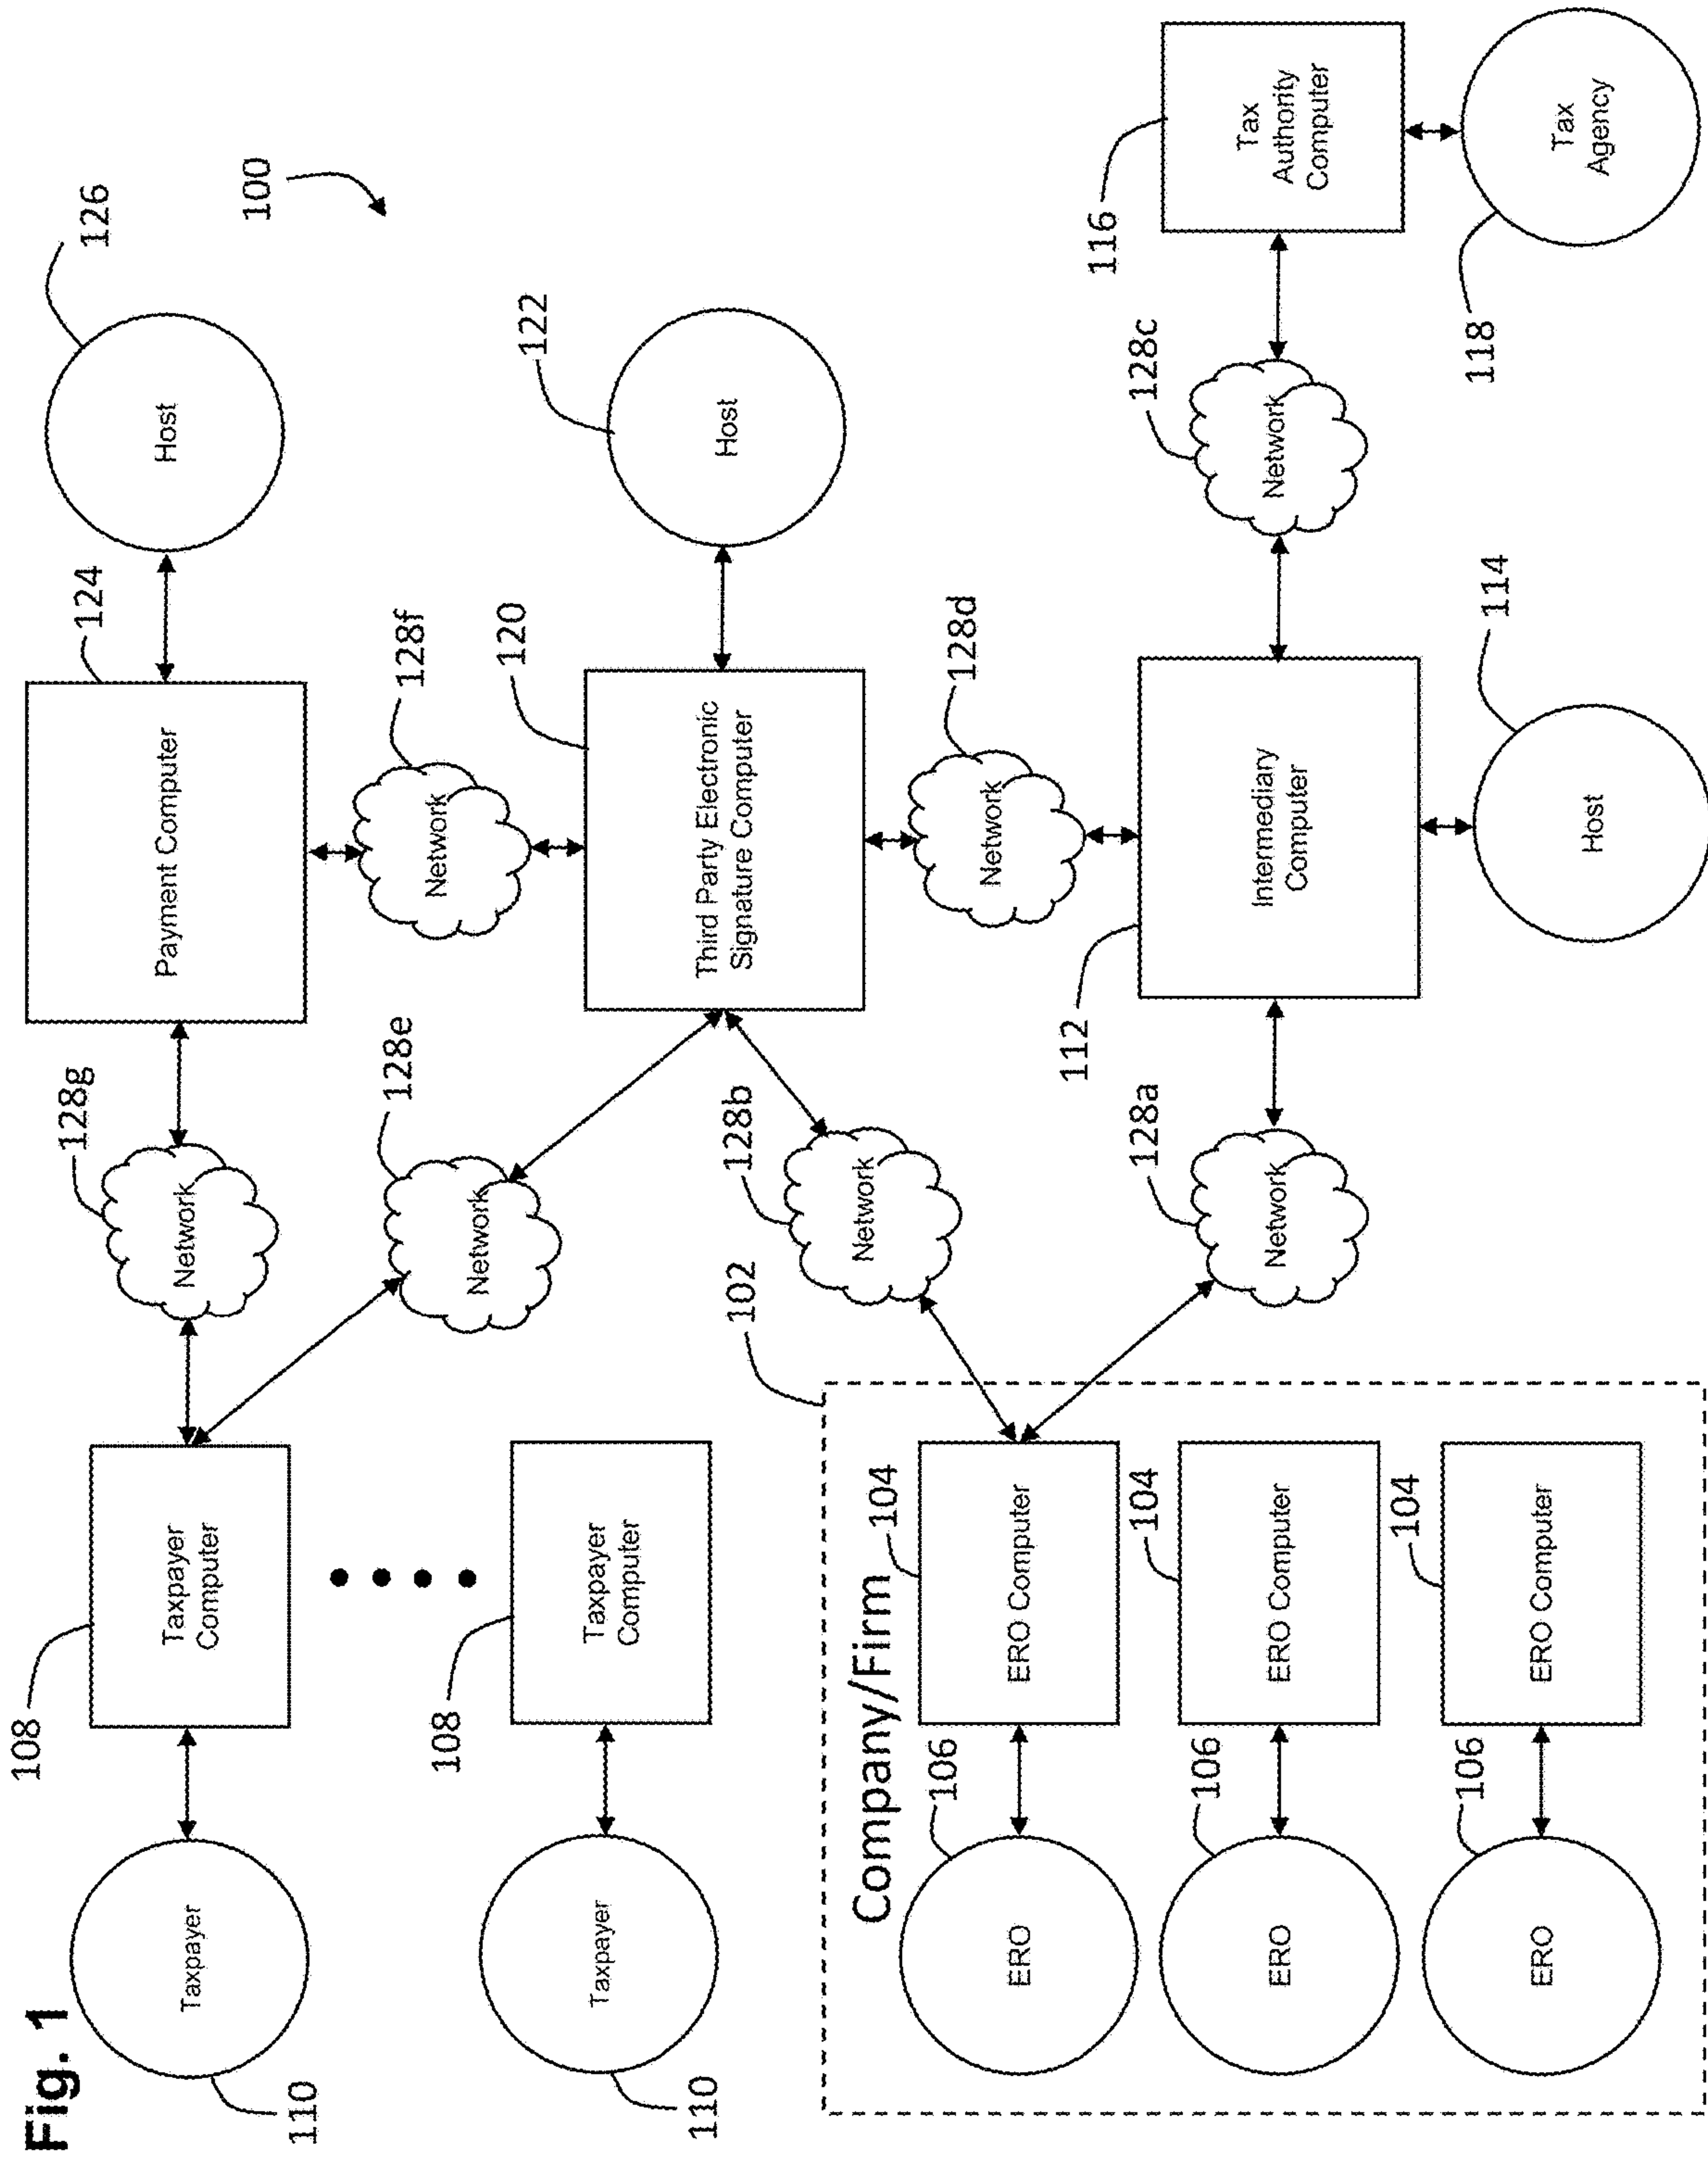 Fig. 1
100
110
Taxpayer
108
Taxpayer
Computer
128g
Network
124
Payment Computer
126
Host
128e
Network
128f
Network
110
Taxpayer
108
Taxpayer
Computer
120
Third Party Electronic
Signature Computer
122
Host
102
128b
Network
128d
Network
Company/Firm
106
ERO
104
ERO Computer
106
ERO
104
ERO Computer
106
ERO
104
ERO Computer
128a
Network
112
Intermediary
Computer
114
Host
128c
Network
116
Tax
Authority
Computer
118
Tax
Agency